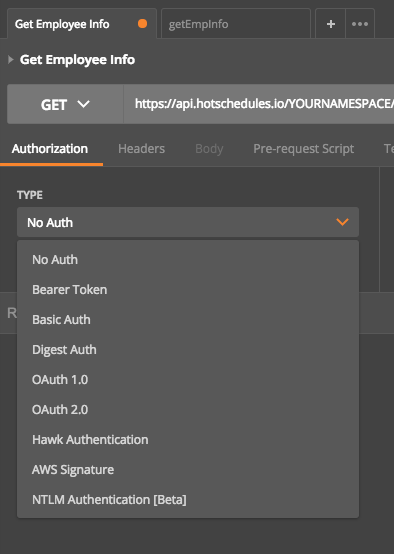 Get Employee Info
getEmpInfo
+
•••
Get Employee Info
GET
https://api.hotschedules.io/YOURNAMESPACE/
Authorization Headers Body Pre-request Script Te
TYPE
No Auth
No Auth
Bearer Token
Basic Auth
Digest Auth
OAuth 1.0
OAuth 2.0
Hawk Authentication
AWS Signature
NTLM Authentication [Beta]
R